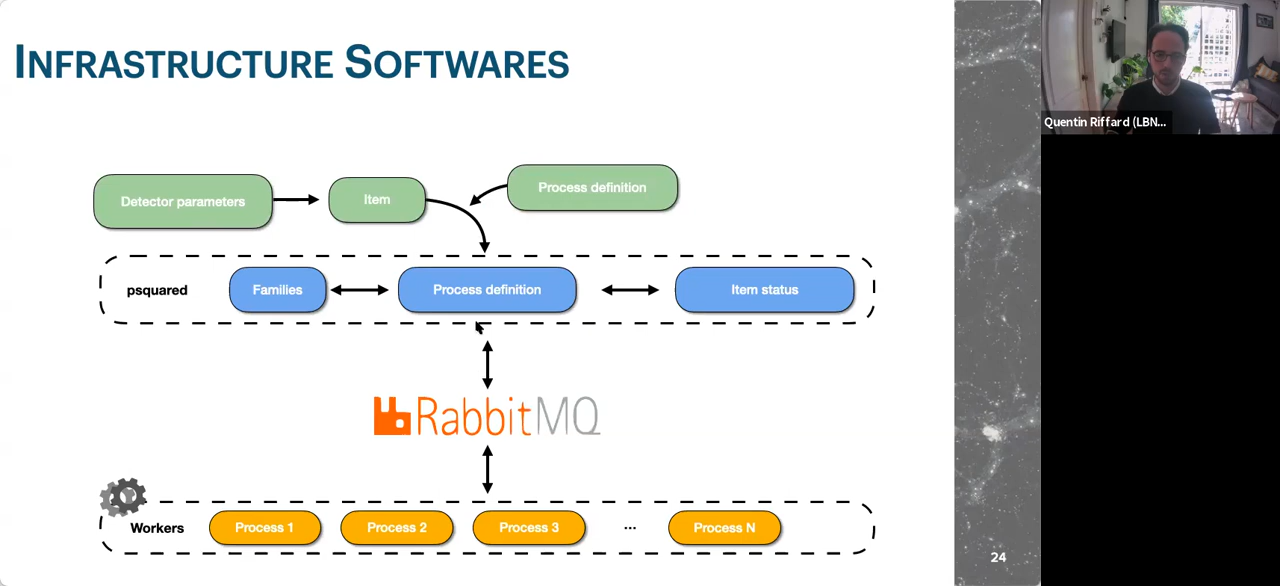 INFRASTRUCTURE SOFTWARES
Quentin Riffard (LBN...
Detector parameters
Item
Process definition
psquared
Families
Process definition
Item status
RabbitMQ
Workers
Process 1
Process 2
Process 3
...
Process N
24